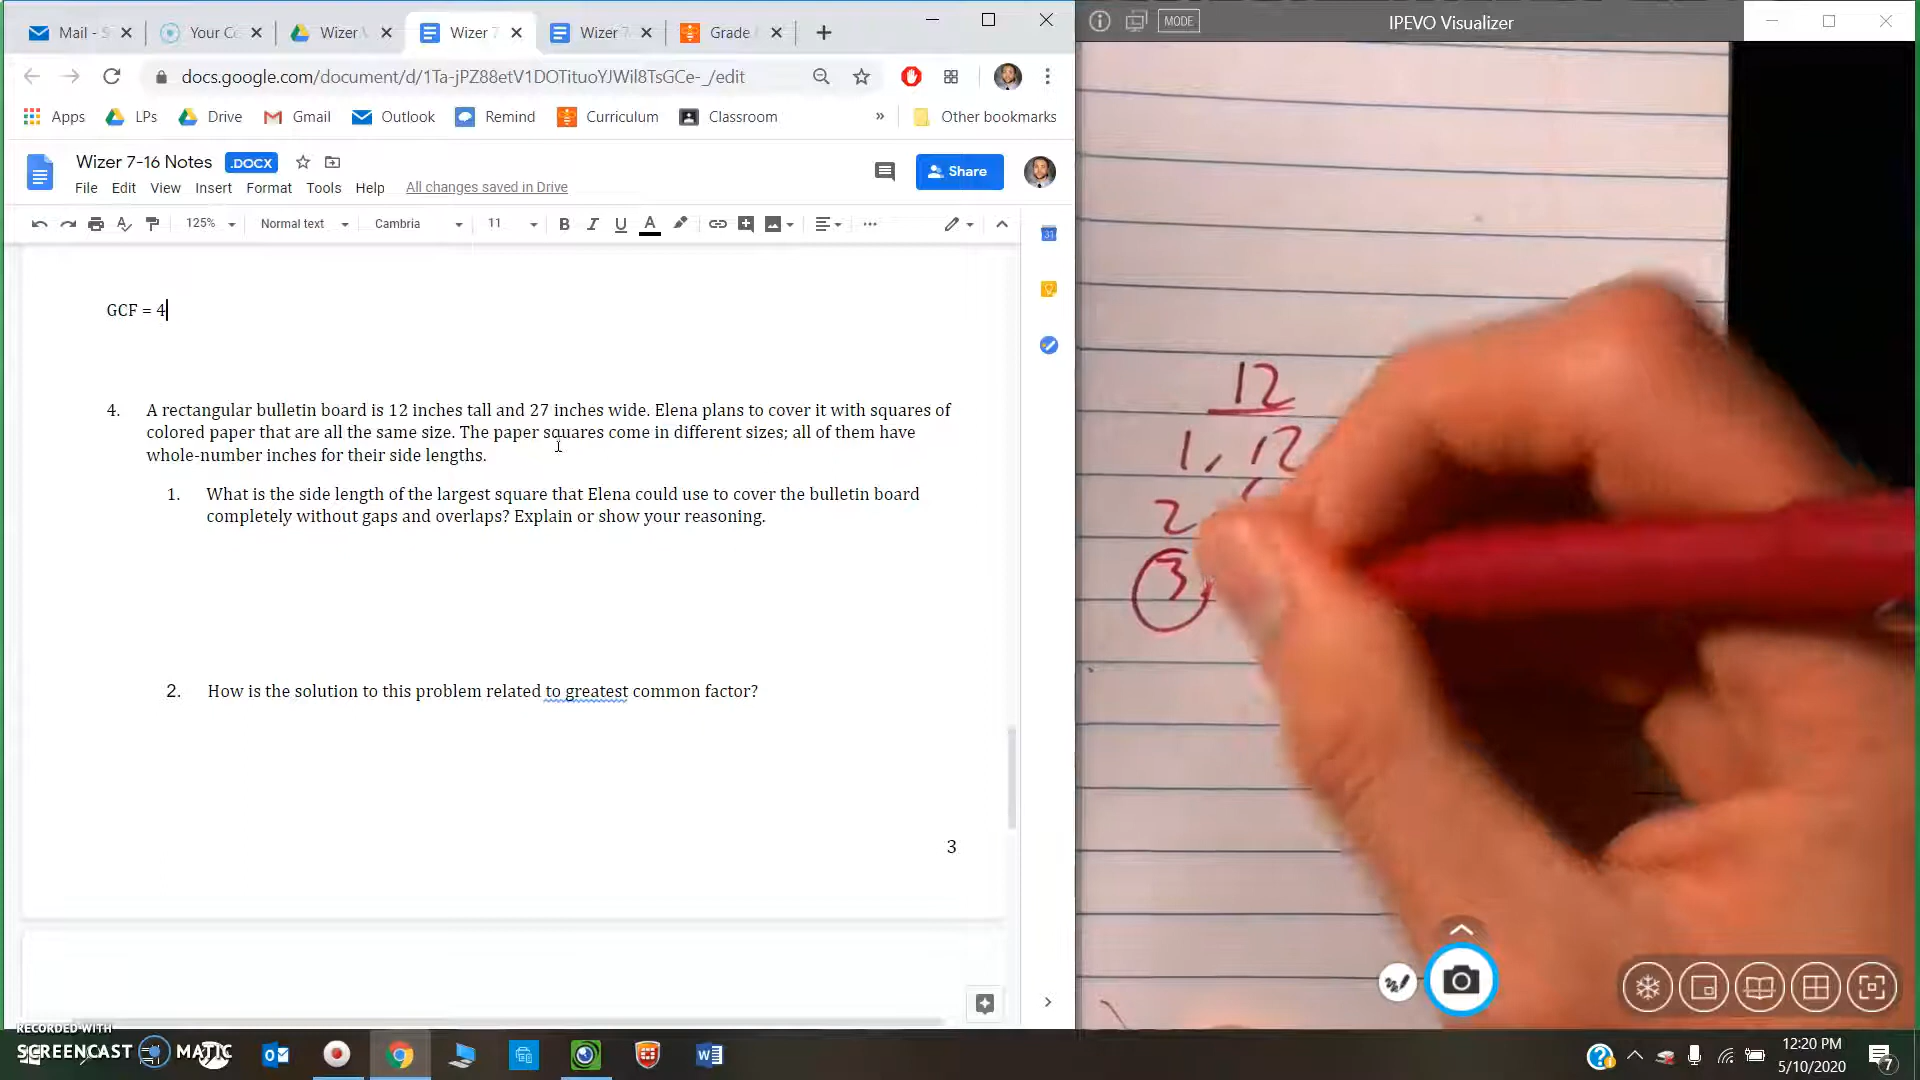 Mail - S
Your Co
Wizer
Wizer 7
Wizer 7
Grade
docs.google.com/document/d/1Ta-jPZ88etV1DOTituoYJWil8TsGCe-_/edit
Apps LPs Drive Gmail Outlook Remind Curriculum Classroom » Other bookmarks
Wizer 7-16 Notes .DOCX
Share
File Edit View Insert Format Tools Help All changes saved in Drive
125% Normal text Cambria 11 B I U A
31
GCF = 4
4. A rectangular bulletin board is 12 inches tall and 27 inches wide. Elena plans to cover it with squares of
colored paper that are all the same size. The paper squares come in different sizes; all of them have
whole-number inches for their side lengths.
1. What is the side length of the largest square that Elena could use to cover the bulletin board
completely without gaps and overlaps? Explain or show your reasoning.
2. How is the solution to this problem related to greatest common factor?
3
MODE
IPEVO Visualizer
12
1, 12
2
3,
RECORDED WITH
SCREENCAST MATIC
12:20 PM
5/10/2020
7